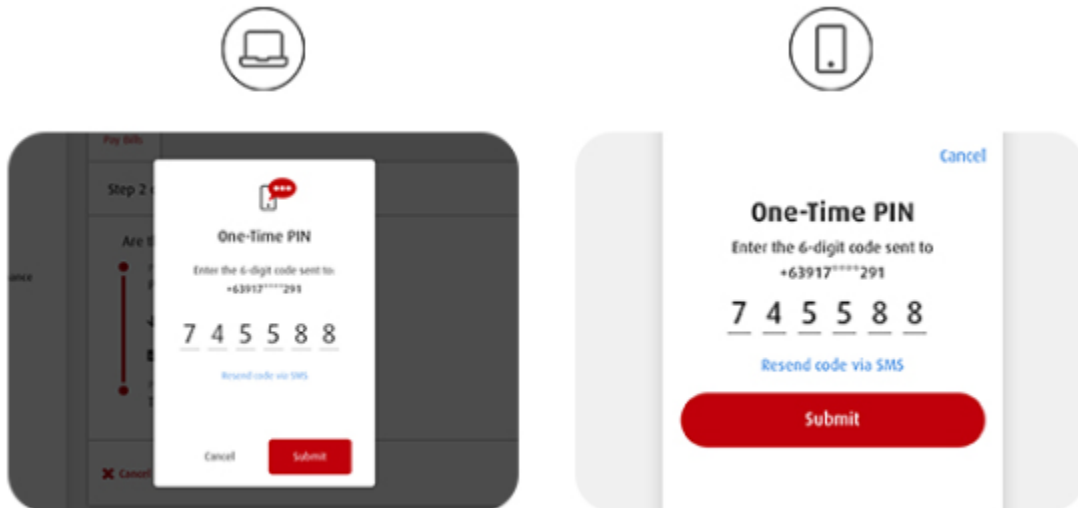 Pay Bills
Step 2
Are
ance
Cancel
One-Time PIN
Enter the 6-digit code sent to:
+63917****291
7 4 5 5 8 8
Resend code via SMS
Cancel
Submit
Cancel
One-Time PIN
Enter the 6-digit code sent to
+63917****291
7 4 5 5 8 8
Resend code via SMS
Submit